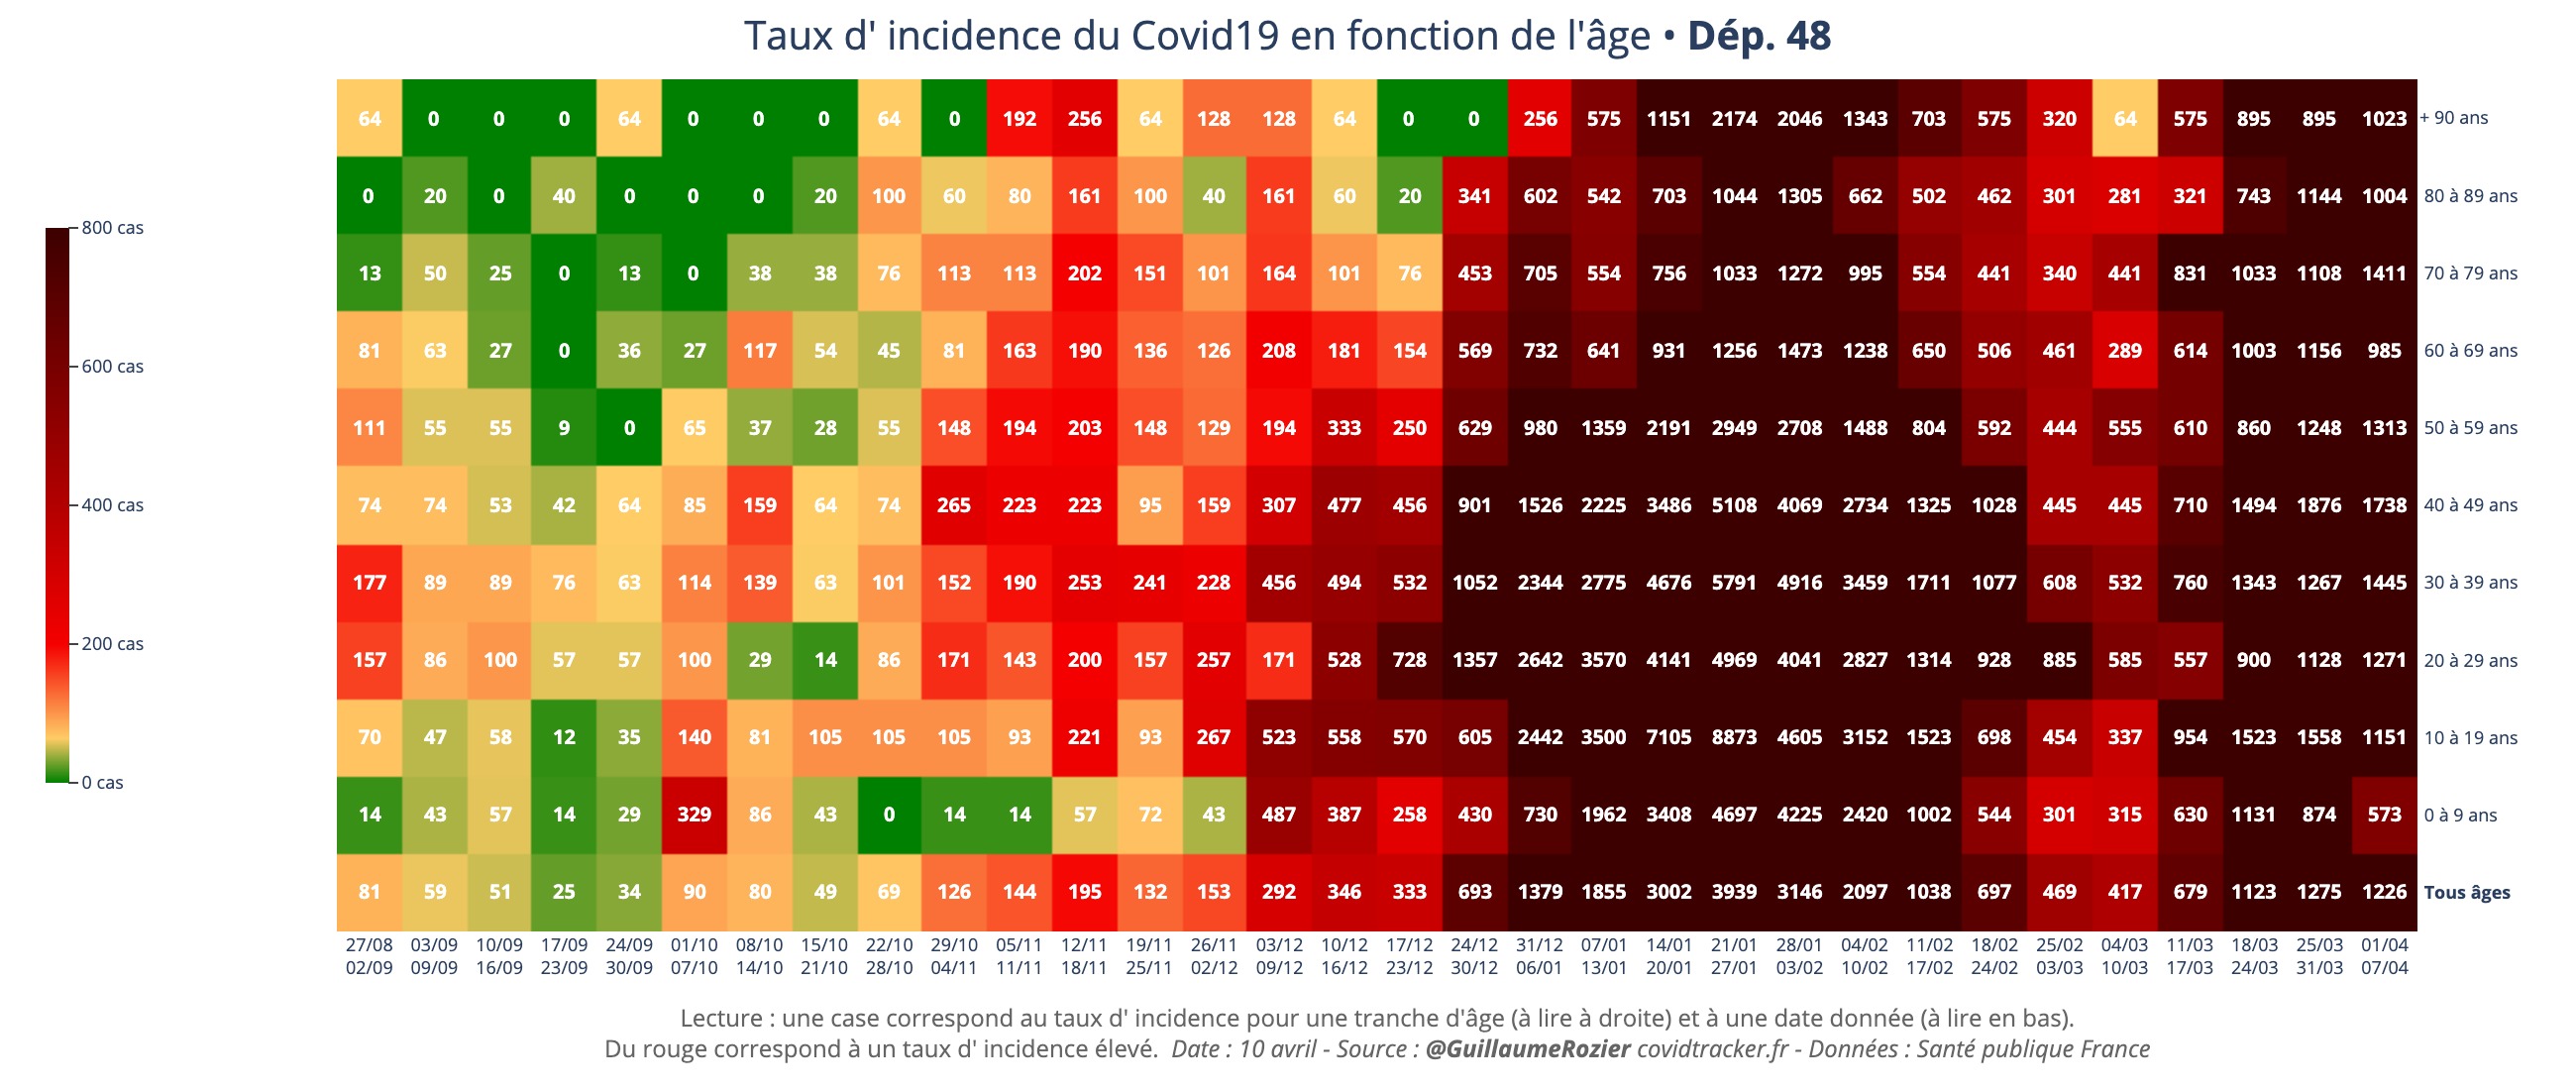 Taux d' incidence du Covid19 en fonction de l'âge • Dép. 48
800 cas
600 cas
400 cas
200 cas
0 cas
64 0 0 0 64 0 0 0 64 0 192 256 64 128 128 64 0 0 256 575 1151 2174 2046 1343 703 575 320 64 575 895 895 1023 + 90 ans
0 20 0 40 0 0 0 20 100 60 80 161 100 40 161 60 20 341 602 542 703 1044 1305 662 502 462 301 281 321 743 1144 1004 80 à 89 ans
13 50 25 0 13 0 38 38 76 113 113 202 151 101 164 101 76 453 705 554 756 1033 1272 995 554 441 340 441 831 1033 1108 1411 70 à 79 ans
81 63 27 0 36 27 117 54 45 81 163 190 136 126 208 181 154 569 732 641 931 1256 1473 1238 650 506 461 289 614 1003 1156 985 60 à 69 ans
111 55 55 9 0 65 37 28 55 148 194 203 148 129 194 333 250 629 980 1359 2191 2949 2708 1488 804 592 444 555 610 860 1248 1313 50 à 59 ans
74 74 53 42 64 85 159 64 74 265 223 223 95 159 307 477 456 901 1526 2225 3486 5108 4069 2734 1325 1028 445 445 710 1494 1876 1738 40 à 49 ans
177 89 89 76 63 114 139 63 101 152 190 253 241 228 456 494 532 1052 2344 2775 4676 5791 4916 3459 1711 1077 608 532 760 1343 1267 1445 30 à 39 ans
157 86 100 57 57 100 29 14 86 171 143 200 157 257 171 528 728 1357 2642 3570 4141 4969 4041 2827 1314 928 885 585 557 900 1128 1271 20 à 29 ans
70 47 58 12 35 140 81 105 105 105 93 221 93 267 523 558 570 605 2442 3500 7105 8873 4605 3152 1523 698 454 337 954 1523 1558 1151 10 à 19 ans
14 43 57 14 29 329 86 43 0 14 14 57 72 43 487 387 258 430 730 1962 3408 4697 4225 2420 1002 544 301 315 630 1131 874 573 0 à 9 ans
81 59 51 25 34 90 80 49 69 126 144 195 132 153 292 346 333 693 1379 1855 3002 3939 3146 2097 1038 697 469 417 679 1123 1275 1226 Tous âges
27/08 03/09 10/09 17/09 24/09 01/10 08/10 15/10 22/10 29/10 05/11 12/11 19/11 26/11 03/12 10/12 17/12 24/12 31/12 07/01 14/01 21/01 28/01 04/02 11/02 18/02 25/02 04/03 11/03 18/03 25/03 01/04
02/09 09/09 16/09 23/09 30/09 07/10 14/10 21/10 28/10 04/11 11/11 18/11 25/11 02/12 09/12 16/12 23/12 30/12 06/01 13/01 20/01 27/01 03/02 10/02 17/02 24/02 03/03 10/03 17/03 24/03 31/03 07/04
Lecture : une case correspond au taux d' incidence pour une tranche d'âge (à lire à droite) et à une date donnée (à lire en bas).
Du rouge correspond à un taux d' incidence élevé. Date : 10 avril - Source : @GuillaumeRozier covidtracker.fr - Données : Santé publique France